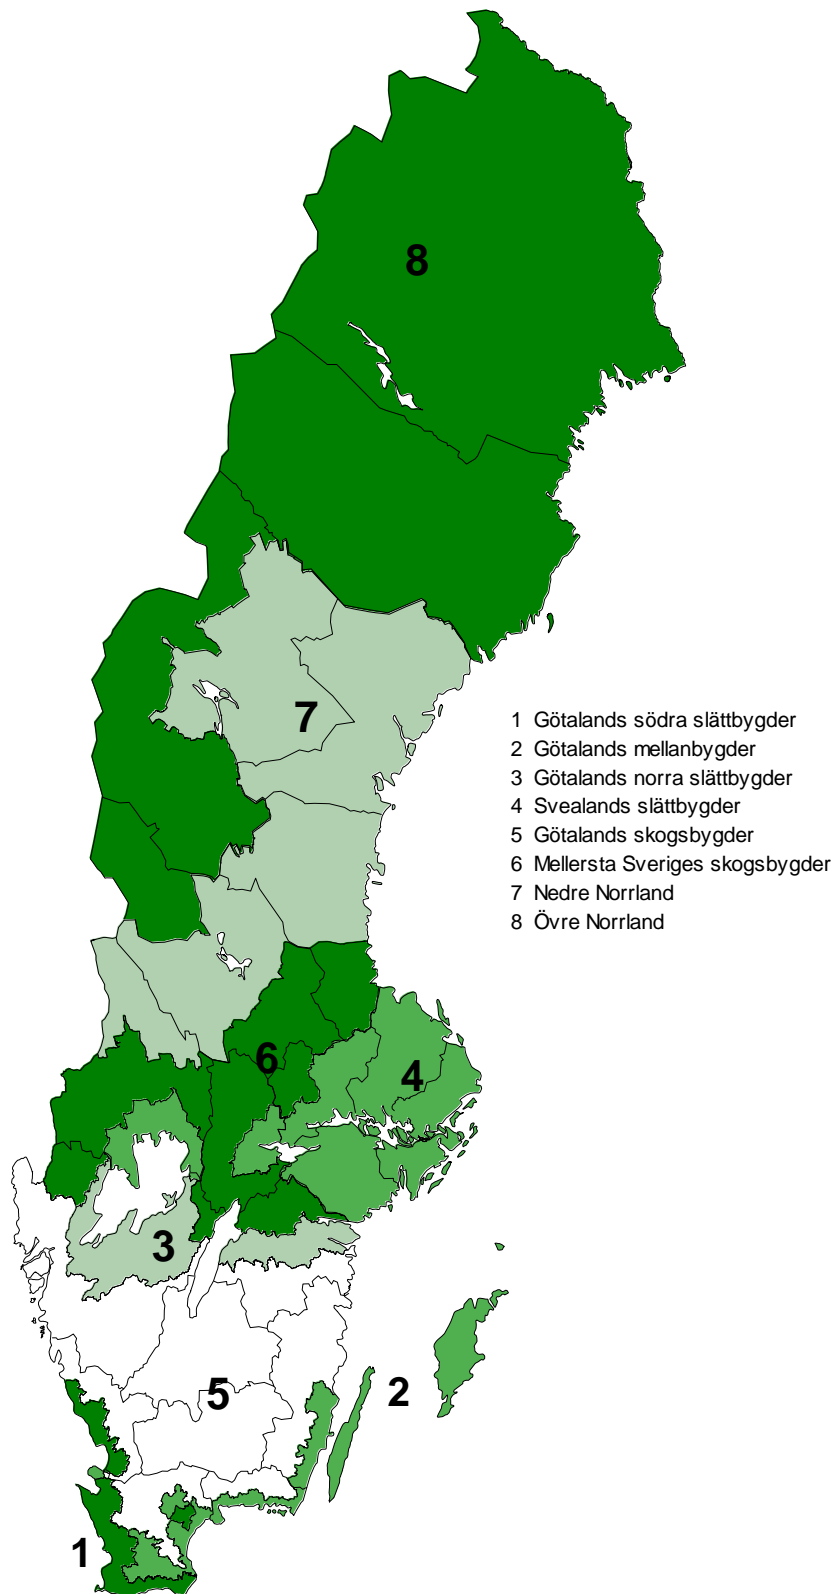 8
7
1 Götalands södra slättbygder
2 Götalands mellanbygder
3 Götalands norra slättbygder
4 Svealands slättbygder
5 Götalands skogsbygder
6 Mellersta Sveriges skogsbygder
7 Nedre Norrland
8 Övre Norrland
6
4
3
5
2
1